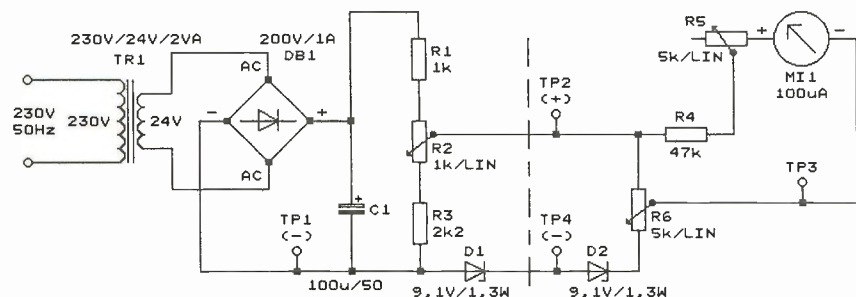 230V/24V/2VA
TR1
200V/1A
DB1
AC
AC
-
+
230V
50Hz
230V
24V
R1
1k
R2
1k/LIN
R3
2k2
C1
+
100u/50
TP1
(-)
D1
9,1V/1,3W
TP2
(+)
TP4
(-)
D2
9,1V/1,3W
R4
47k
R5
5k/LIN
+
-
MI1
100uA
R6
5k/LIN
TP3